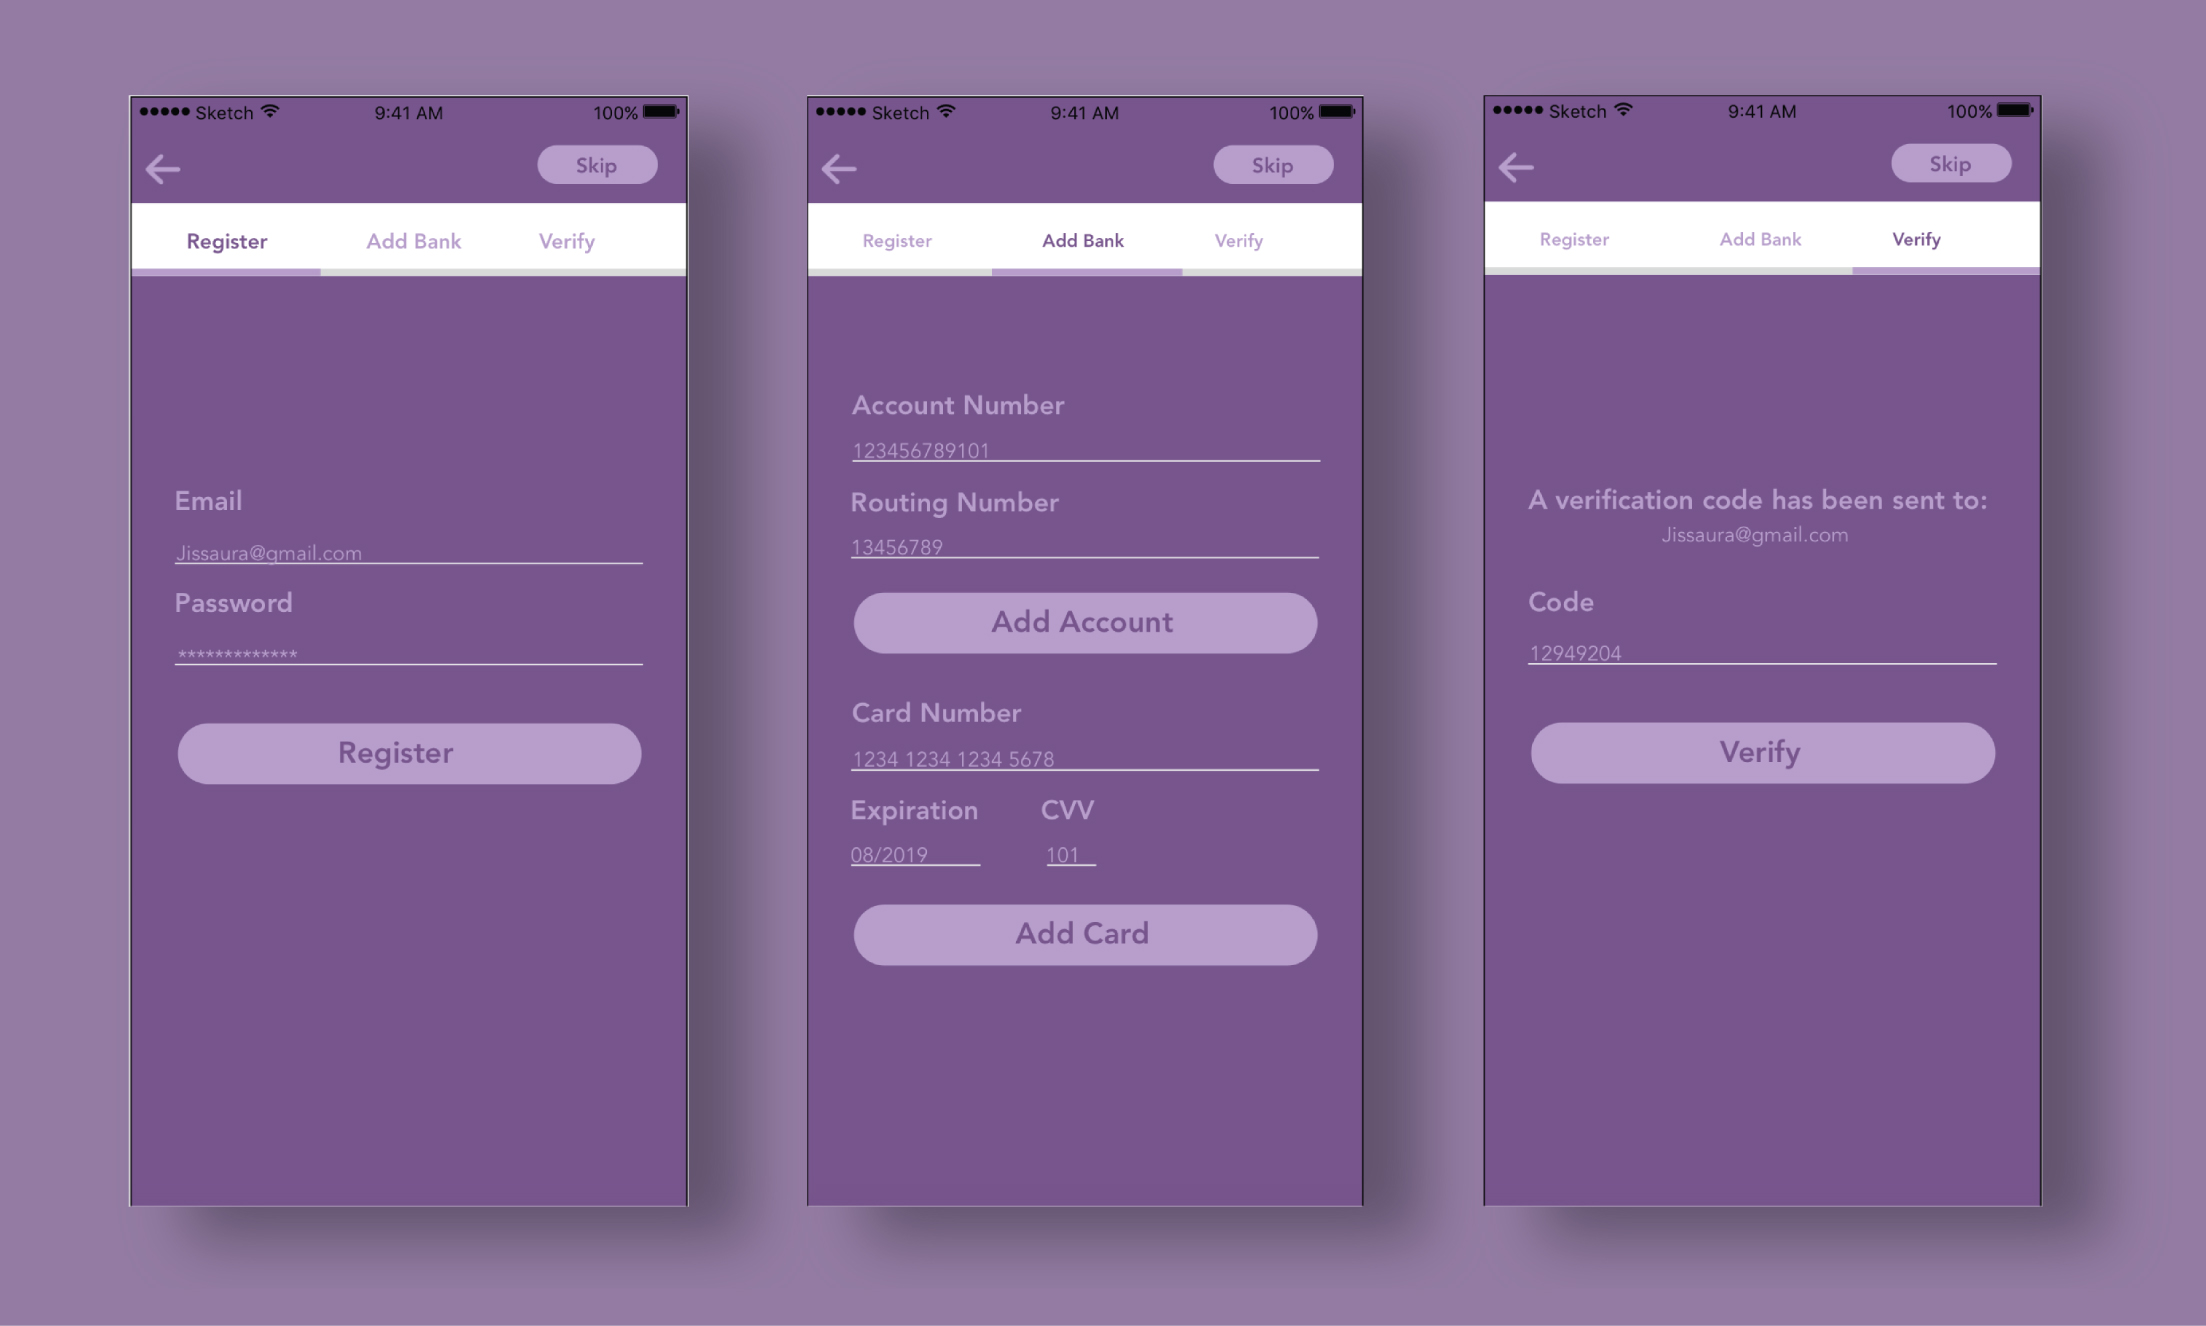 Sketch 9:41 AM 100%
Skip
Register Add Bank Verify
Email
Jissaura@gmail.com
Password
*************
Register
Sketch 9:41 AM 100%
Skip
Register Add Bank Verify
Account Number
123456789101
Routing Number
13456789
Add Account
Card Number
1234 1234 1234 5678
Expiration CVV
08/2019 101
Add Card
Sketch 9:41 AM 100%
Skip
Register Add Bank Verify
A verification code has been sent to:
Jissaura@gmail.com
Code
12949204
Verify